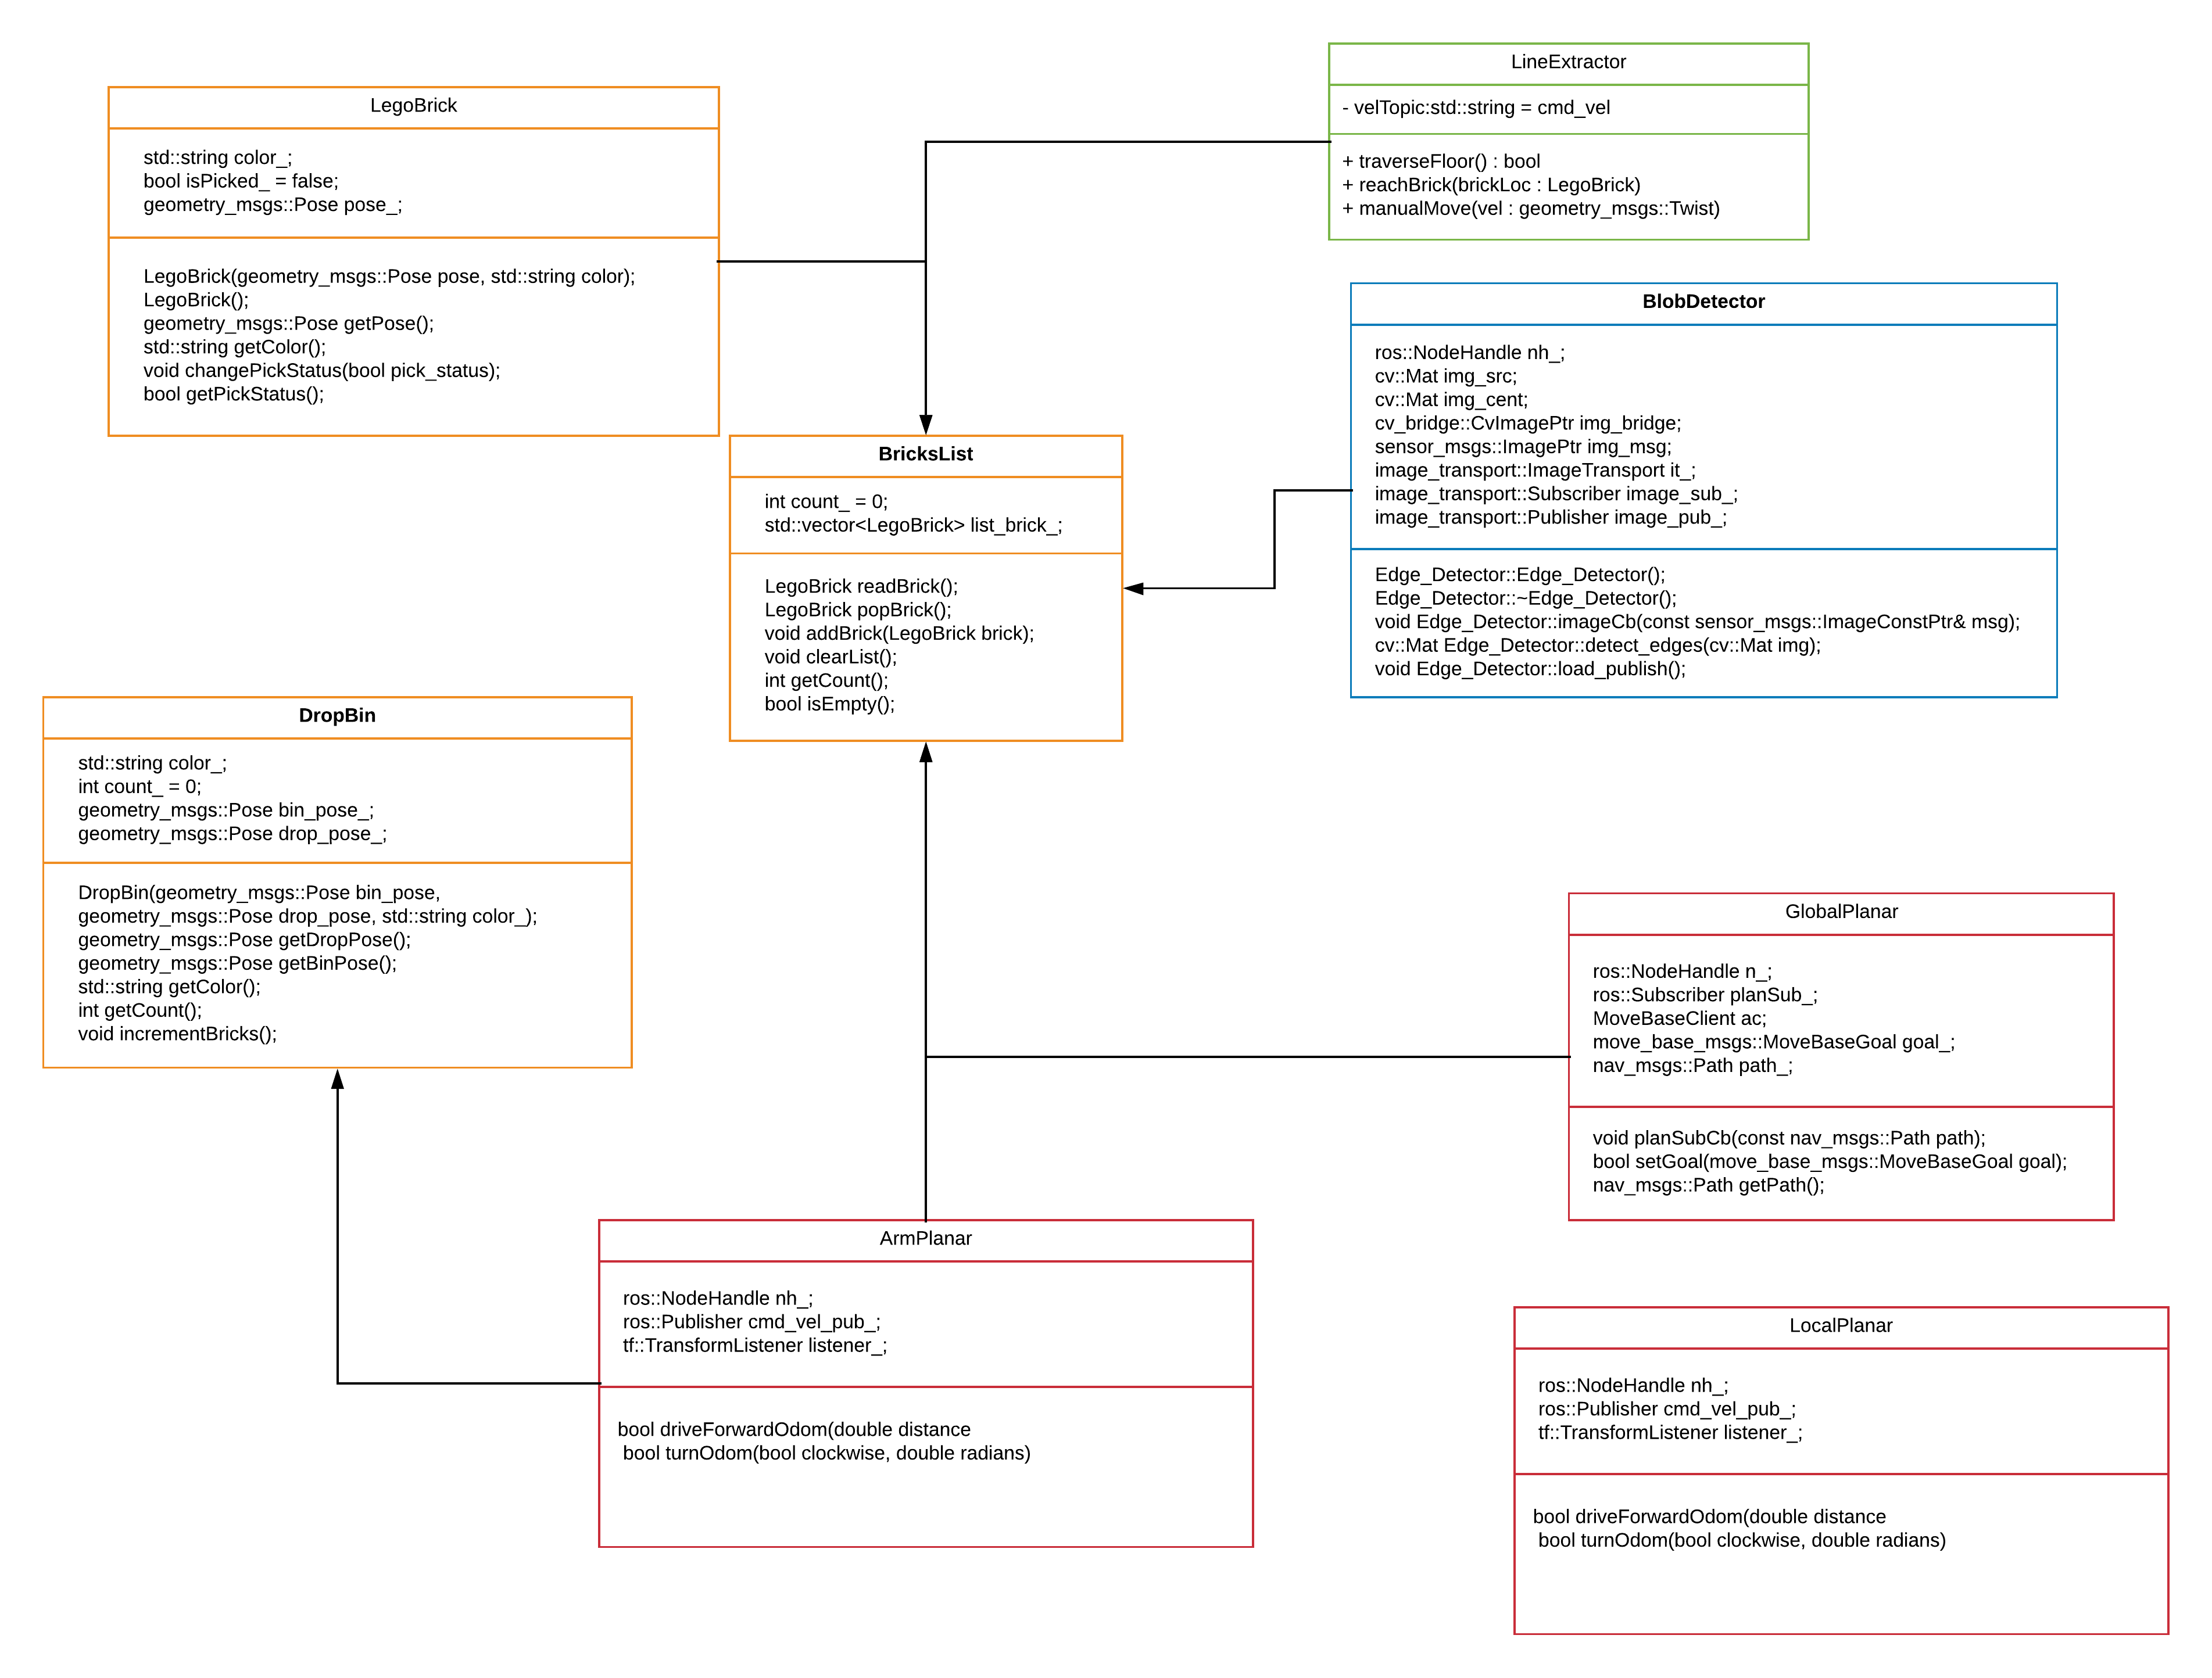 LegoBrick
std::string color_;
bool isPicked_ = false;
geometry_msgs::Pose pose_;
LegoBrick(geometry_msgs::Pose pose, std::string color);
LegoBrick();
geometry_msgs::Pose getPose();
std::string getColor();
void changePickStatus(bool pick_status);
bool getPickStatus();
LineExtractor
- velTopic:std::string = cmd_vel
+ traverseFloor() : bool
+ reachBrick(brickLoc : LegoBrick)
+ manualMove(vel : geometry_msgs::Twist)
BlobDetector
ros::NodeHandle nh_;
cv::Mat img_src;
cv::Mat img_cent;
cv_bridge::CvImagePtr img_bridge;
sensor_msgs::ImagePtr img_msg;
image_transport::ImageTransport it_;
image_transport::Subscriber image_sub_;
image_transport::Publisher image_pub_;
Edge_Detector::Edge_Detector();
Edge_Detector::~Edge_Detector();
void Edge_Detector::imageCb(const sensor_msgs::ImageConstPtr& msg);
cv::Mat Edge_Detector::detect_edges(cv::Mat img);
void Edge_Detector::load_publish();
BricksList
int count_ = 0;
std::vector<LegoBrick> list_brick_;
LegoBrick readBrick();
LegoBrick popBrick();
void addBrick(LegoBrick brick);
void clearList();
int getCount();
bool isEmpty();
DropBin
std::string color_;
int count_ = 0;
geometry_msgs::Pose bin_pose_;
geometry_msgs::Pose drop_pose_;
DropBin(geometry_msgs::Pose bin_pose,
geometry_msgs::Pose drop_pose, std::string color_);
geometry_msgs::Pose getDropPose();
geometry_msgs::Pose getBinPose();
std::string getColor();
int getCount();
void incrementBricks();
GlobalPlanar
ros::NodeHandle n_;
ros::Subscriber planSub_;
MoveBaseClient ac;
move_base_msgs::MoveBaseGoal goal_;
nav_msgs::Path path_;
void planSubCb(const nav_msgs::Path path);
bool setGoal(move_base_msgs::MoveBaseGoal goal);
nav_msgs::Path getPath();
ArmPlanar
ros::NodeHandle nh_;
ros::Publisher cmd_vel_pub_;
tf::TransformListener listener_;
bool driveForwardOdom(double distance
bool turnOdom(bool clockwise, double radians)
LocalPlanar
ros::NodeHandle nh_;
ros::Publisher cmd_vel_pub_;
tf::TransformListener listener_;
bool driveForwardOdom(double distance
bool turnOdom(bool clockwise, double radians)